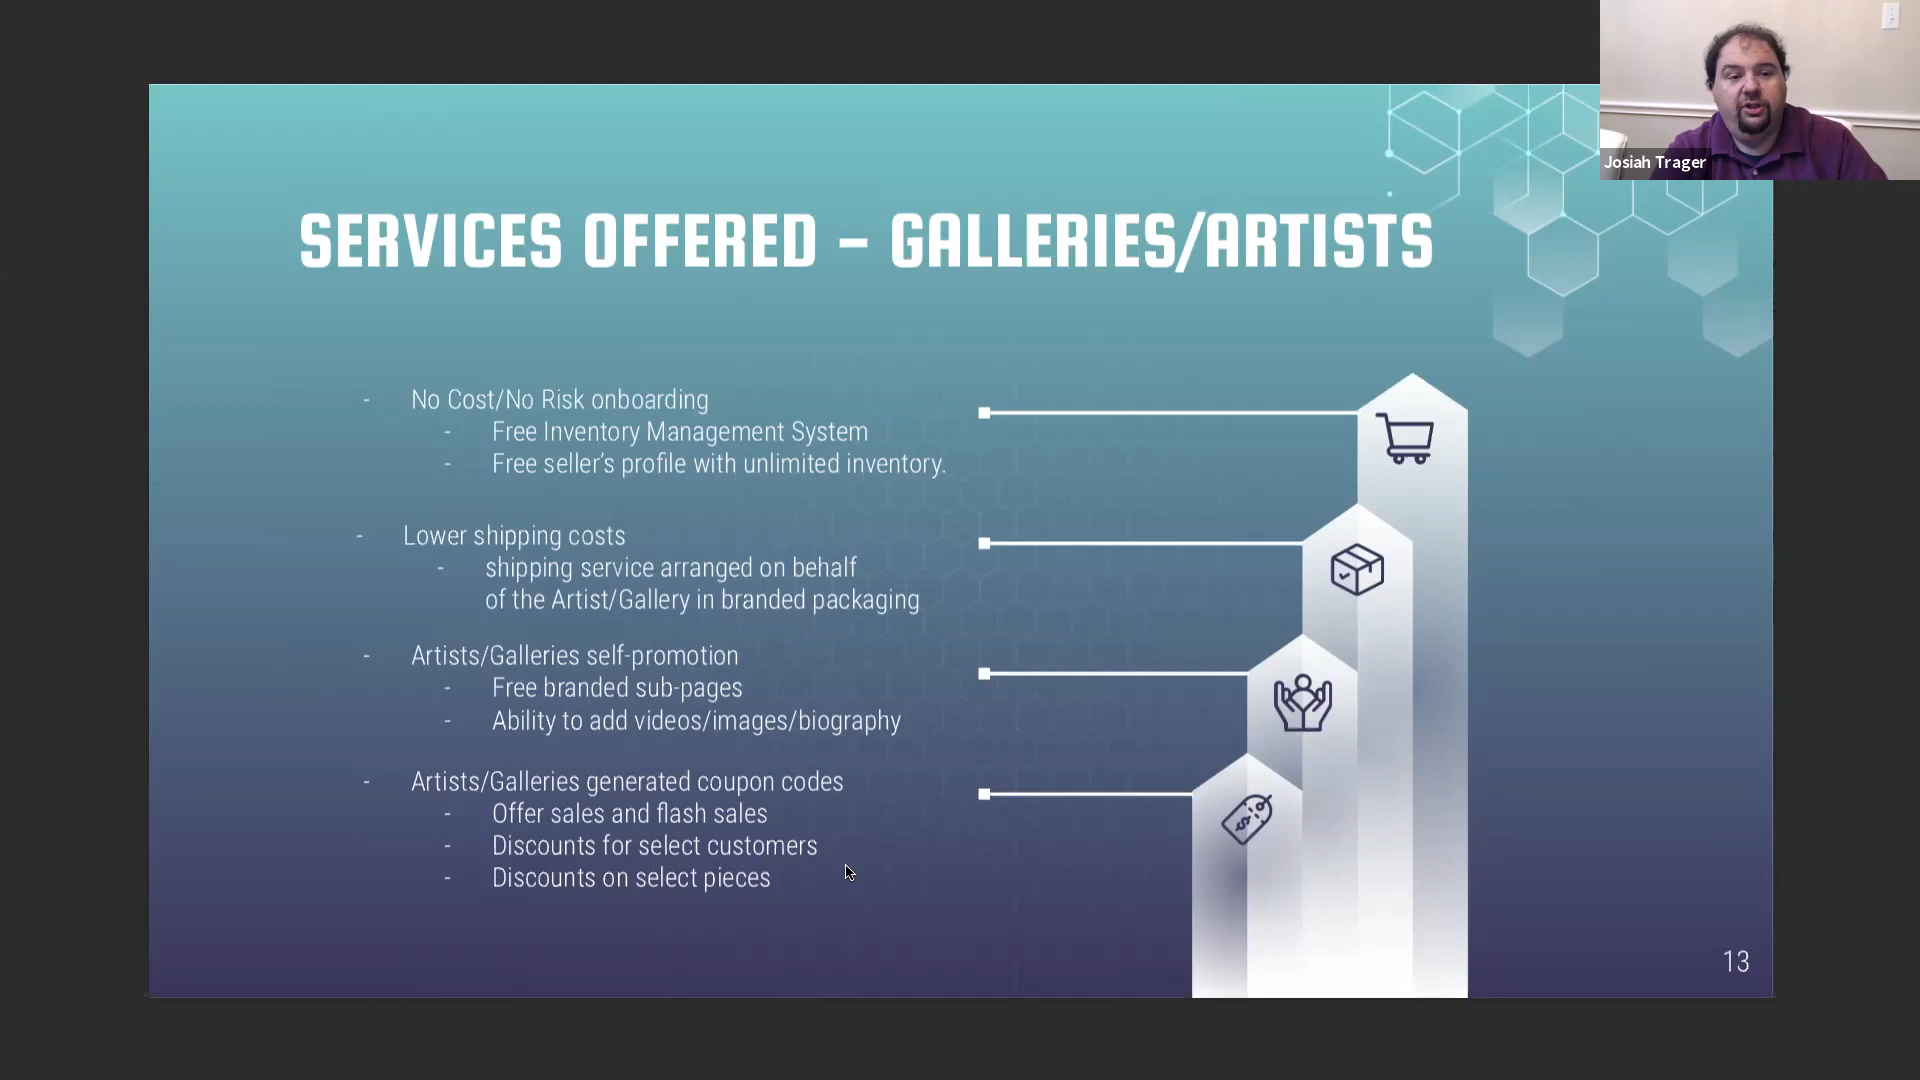 Josiah Trager
SERVICES OFFERED – GALLERIES/ARTISTS
- No Cost/No Risk onboarding
- Free Inventory Management System
- Free seller’s profile with unlimited inventory.
- Lower shipping costs
- shipping service arranged on behalf
of the Artist/Gallery in branded packaging
- Artists/Galleries self-promotion
- Free branded sub-pages
- Ability to add videos/images/biography
- Artists/Galleries generated coupon codes
- Offer sales and flash sales
- Discounts for select customers
- Discounts on select pieces
$
13